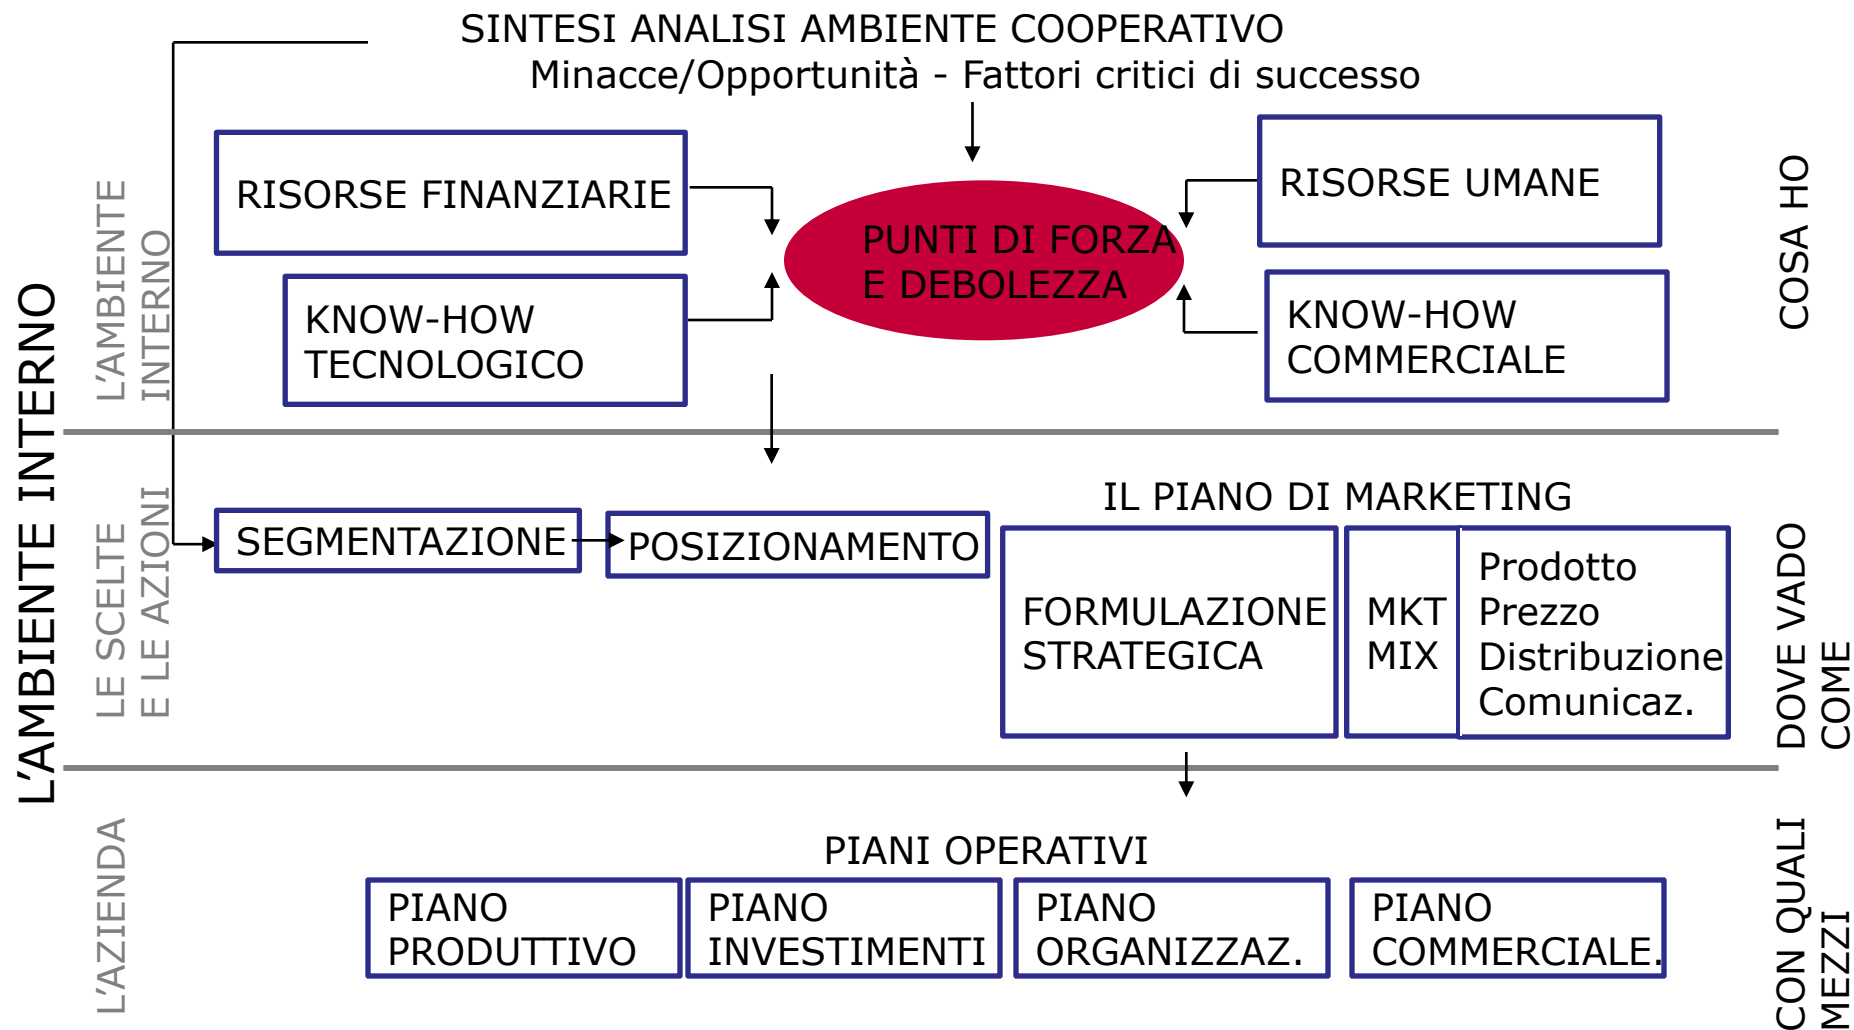 SINTESI ANALISI AMBIENTE COOPERATIVO
Minacce/Opportunità - Fattori critici di successo
L'AMBIENTE INTERNO
L'AMBIENTE
INTERNO
RISORSE FINANZIARIE
KNOW-HOW
TECNOLOGICO
PUNTI DI FORZA
E DEBOLEZZA
RISORSE UMANE
KNOW-HOW
COMMERCIALE
COSA HO
LE SCELTE
E LE AZIONI
SEGMENTAZIONE
POSIZIONAMENTO
IL PIANO DI MARKETING
FORMULAZIONE
STRATEGICA
MKT
MIX
Prodotto
Prezzo
Distribuzione
Comunicaz.
DOVE VADO
COME
L'AZIENDA
PIANI OPERATIVI
PIANO
PRODUTTIVO
PIANO
INVESTIMENTI
PIANO
ORGANIZZAZ.
PIANO
COMMERCIALE.
CON QUALI
MEZZI